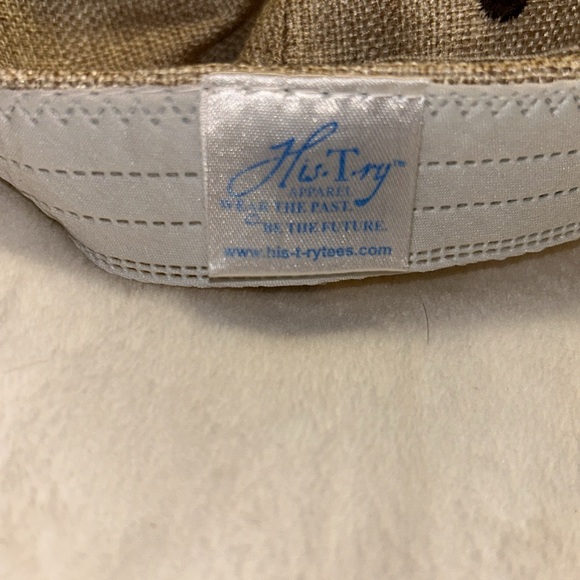 His-T-ry™
APPAREL
WEAR THE PAST.
& BE THE FUTURE.
www.his-t-rytees.com